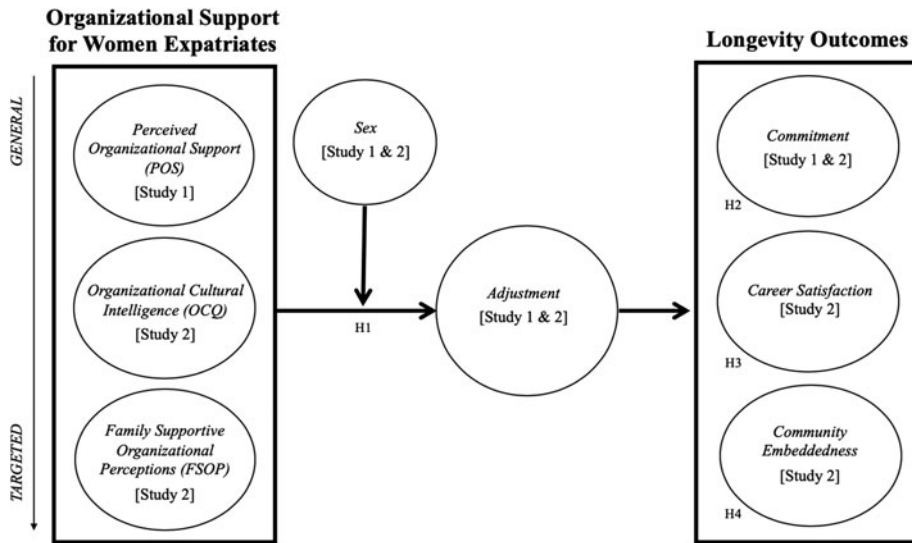 Organizational Support
for Women Expatriates
GENERAL
TARGETED
Perceived
Organizational Support
(POS)
[Study 1]
Organizational Cultural
Intelligence (OCQ)
[Study 2]
Family Supportive
Organizational
Perceptions (FSOP)
[Study 2]
Sex
[Study 1 & 2]
H1
Adjustment
[Study 1 & 2]
Longevity Outcomes
Commitment
[Study 1 & 2]
H2
Career Satisfaction
[Study 2]
H3
Community
Embeddedness
[Study 2]
H4